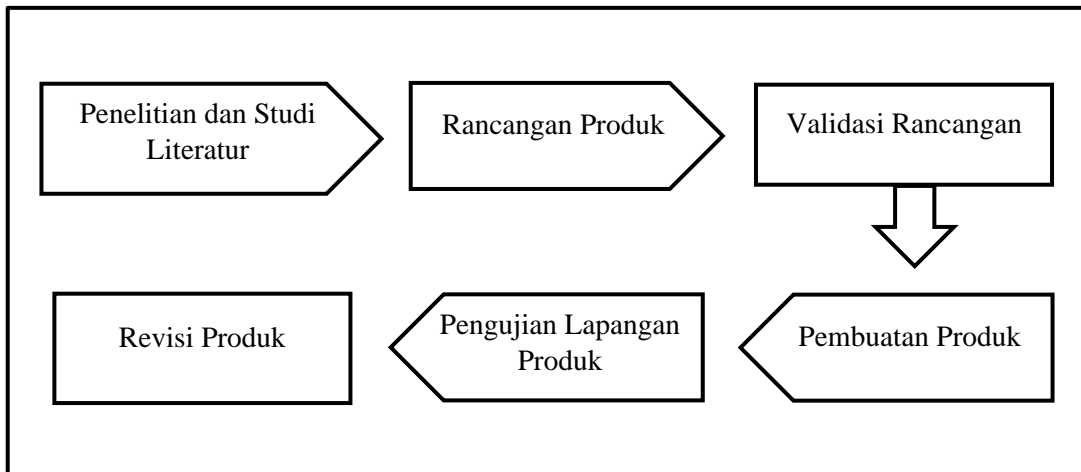 Penelitian dan Studi
Literatur
Rancangan Produk
Validasi Rancangan
Pembuatan Produk
Pengujian Lapangan
Produk
Revisi Produk